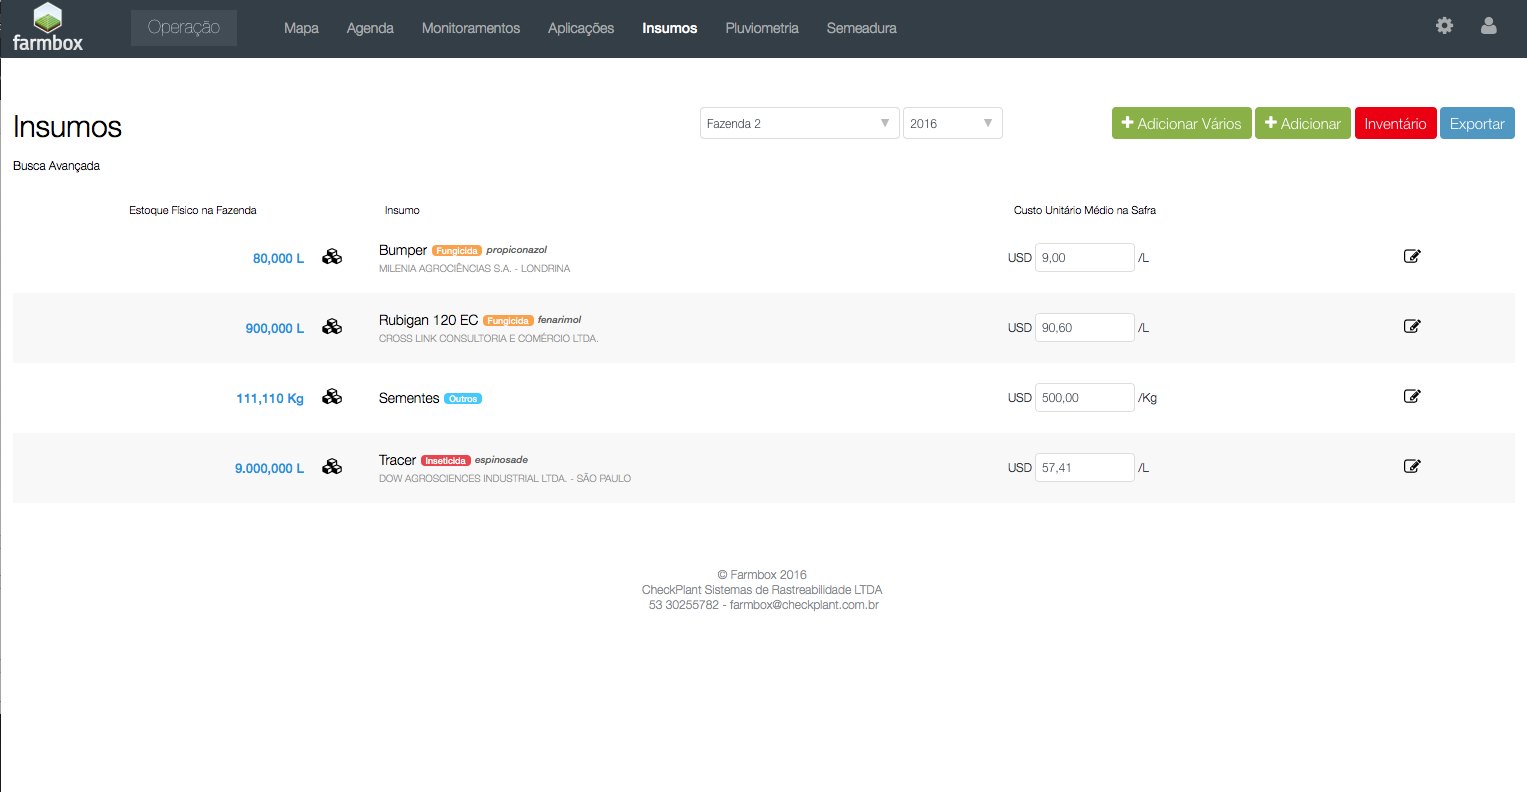 farmbox
Operação Mapa Agenda Monitoramentos Aplicações Insumos Pluviometria Semeadura
Insumos Fazenda 2 2016 Adicionar Vários Adicionar Inventário Exportar
Busca Avançada
Estoque Físico na Fazenda Insumo Custo Unitário Médio na Safra
80,000 L Bumper Fungicida propiconazol USD 9,00 /L
MILENIA AGROCIÊNCIAS S.A. - LONDRINA
900,000 L Rubigan 120 EC Fungicida fenarimol USD 90,60 /L
CROSS LINK CONSULTORIA E COMÉRCIO LTDA.
111,110 Kg Sementes Outros USD 500,00 /Kg
9.000,000 L Tracer Inseticida espinosade USD 57,41 /L
DOW AGROSCIENCES INDUSTRIAL LTDA. - SÃO PAULO
© Farmbox 2016
CheckPlant Sistemas de Rastreabilidade LTDA
53 30255782 - farmbox@checkplant.com.br